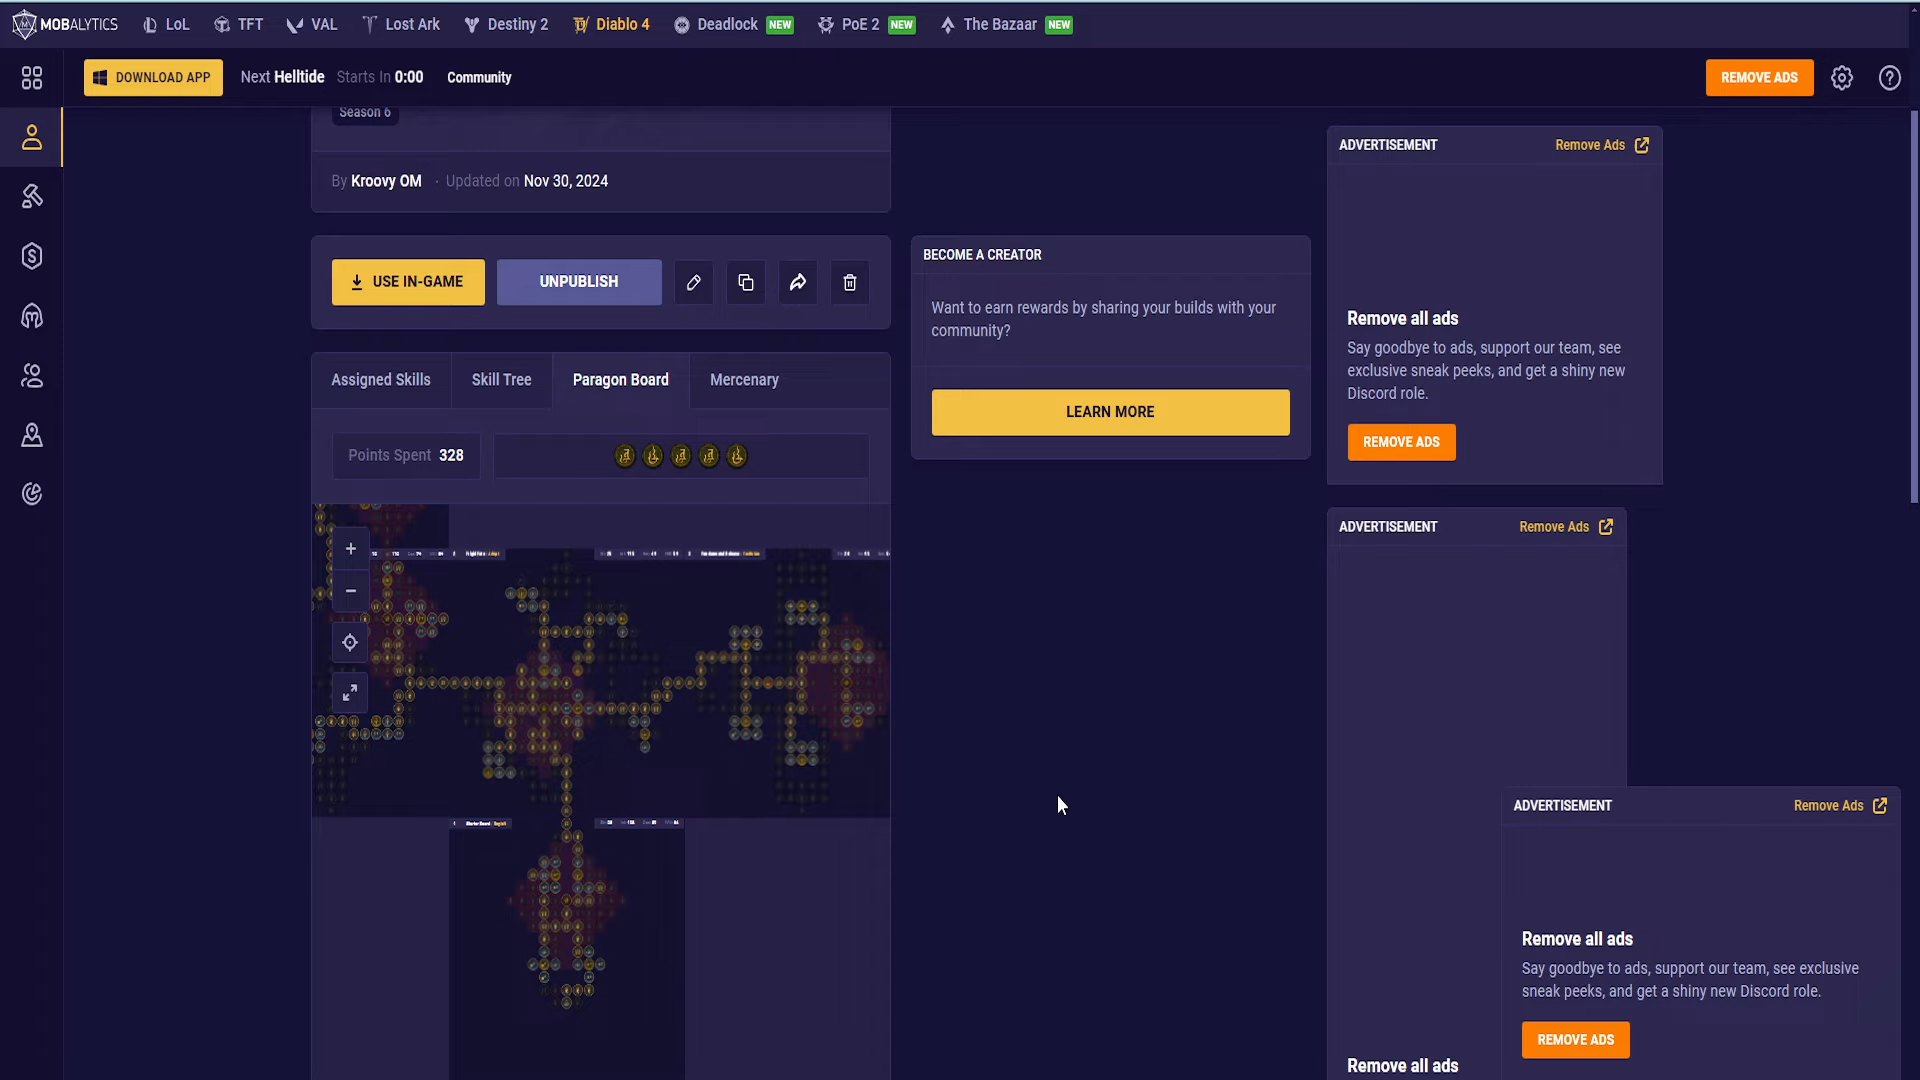 MOBALYTICS
LoL
TFT
VAL
Lost Ark
Destiny 2
Diablo 4
Deadlock NEW
PoE 2 NEW
The Bazaar NEW
DOWNLOAD APP
Next Helltide Starts In 0:00
Community
REMOVE ADS
Season 6
By Kroovy OM · Updated on Nov 30, 2024
USE IN-GAME
UNPUBLISH
Assigned Skills
Skill Tree
Paragon Board
Mercenary
Points Spent 328
BECOME A CREATOR
Want to earn rewards by sharing your builds with your
community?
LEARN MORE
ADVERTISEMENT
Remove Ads
Remove all ads
Say goodbye to ads, support our team, see
exclusive sneak peeks, and get a shiny new
Discord role.
REMOVE ADS
ADVERTISEMENT
Remove Ads
Remove all ads
ADVERTISEMENT
Remove Ads
Remove all ads
Say goodbye to ads, support our team, see exclusive
sneak peeks, and get a shiny new Discord role.
REMOVE ADS